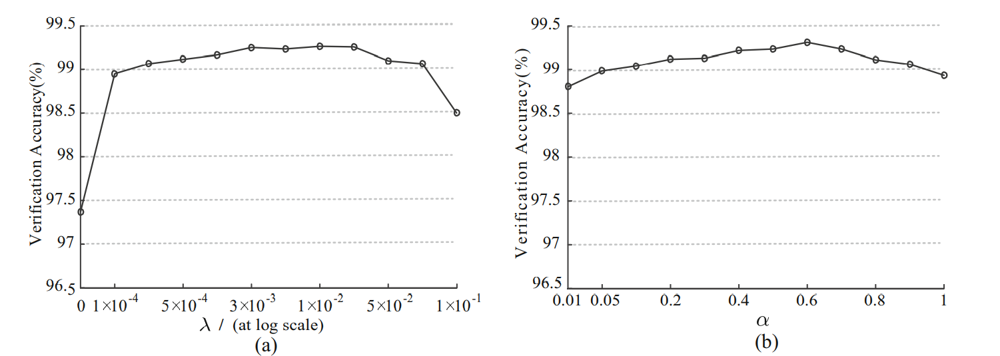 99.5
99
98.5
98
97.5
97
96.5
Verification Accuracy(%)
0 1×10⁻⁴ 5×10⁻⁴ 3×10⁻³ 1×10⁻² 5×10⁻² 1×10⁻¹
λ / (at log scale)
(a)
99.5
99
98.5
98
97.5
97
96.5
Verification Accuracy(%)
0.01 0.05 0.2 0.4 0.6 0.8 1
α
(b)